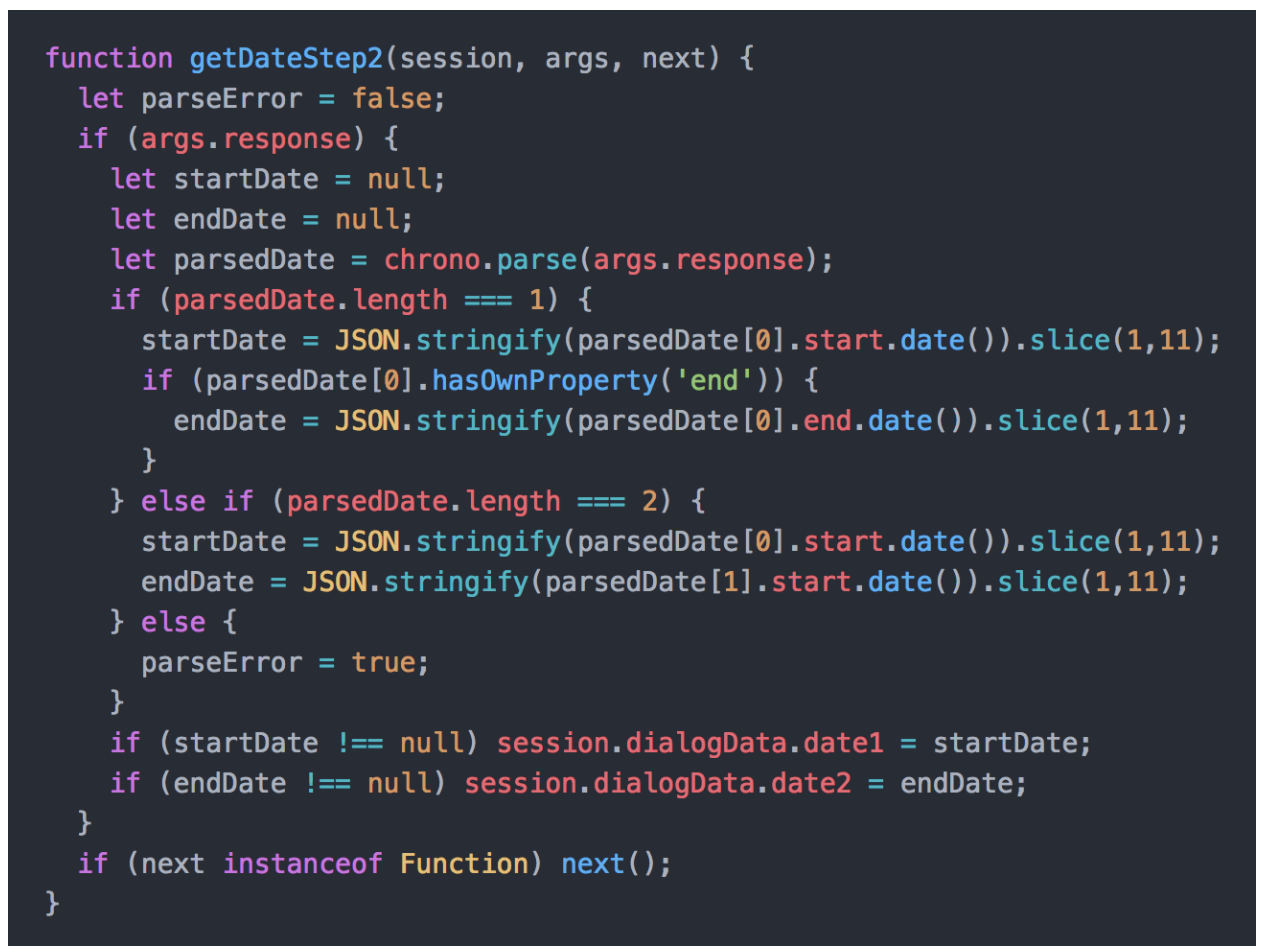 function getDateStep2(session, args, next) {
  let parseError = false;
  if (args.response) {
    let startDate = null;
    let endDate = null;
    let parsedDate = chrono.parse(args.response);
    if (parsedDate.length === 1) {
      startDate = JSON.stringify(parsedDate[0].start.date()).slice(1,11);
      if (parsedDate[0].hasOwnProperty('end')) {
        endDate = JSON.stringify(parsedDate[0].end.date()).slice(1,11);
      }
    } else if (parsedDate.length === 2) {
      startDate = JSON.stringify(parsedDate[0].start.date()).slice(1,11);
      endDate = JSON.stringify(parsedDate[1].start.date()).slice(1,11);
    } else {
      parseError = true;
    }
    if (startDate !== null) session.dialogData.date1 = startDate;
    if (endDate !== null) session.dialogData.date2 = endDate;
  }
  if (next instanceof Function) next();
}